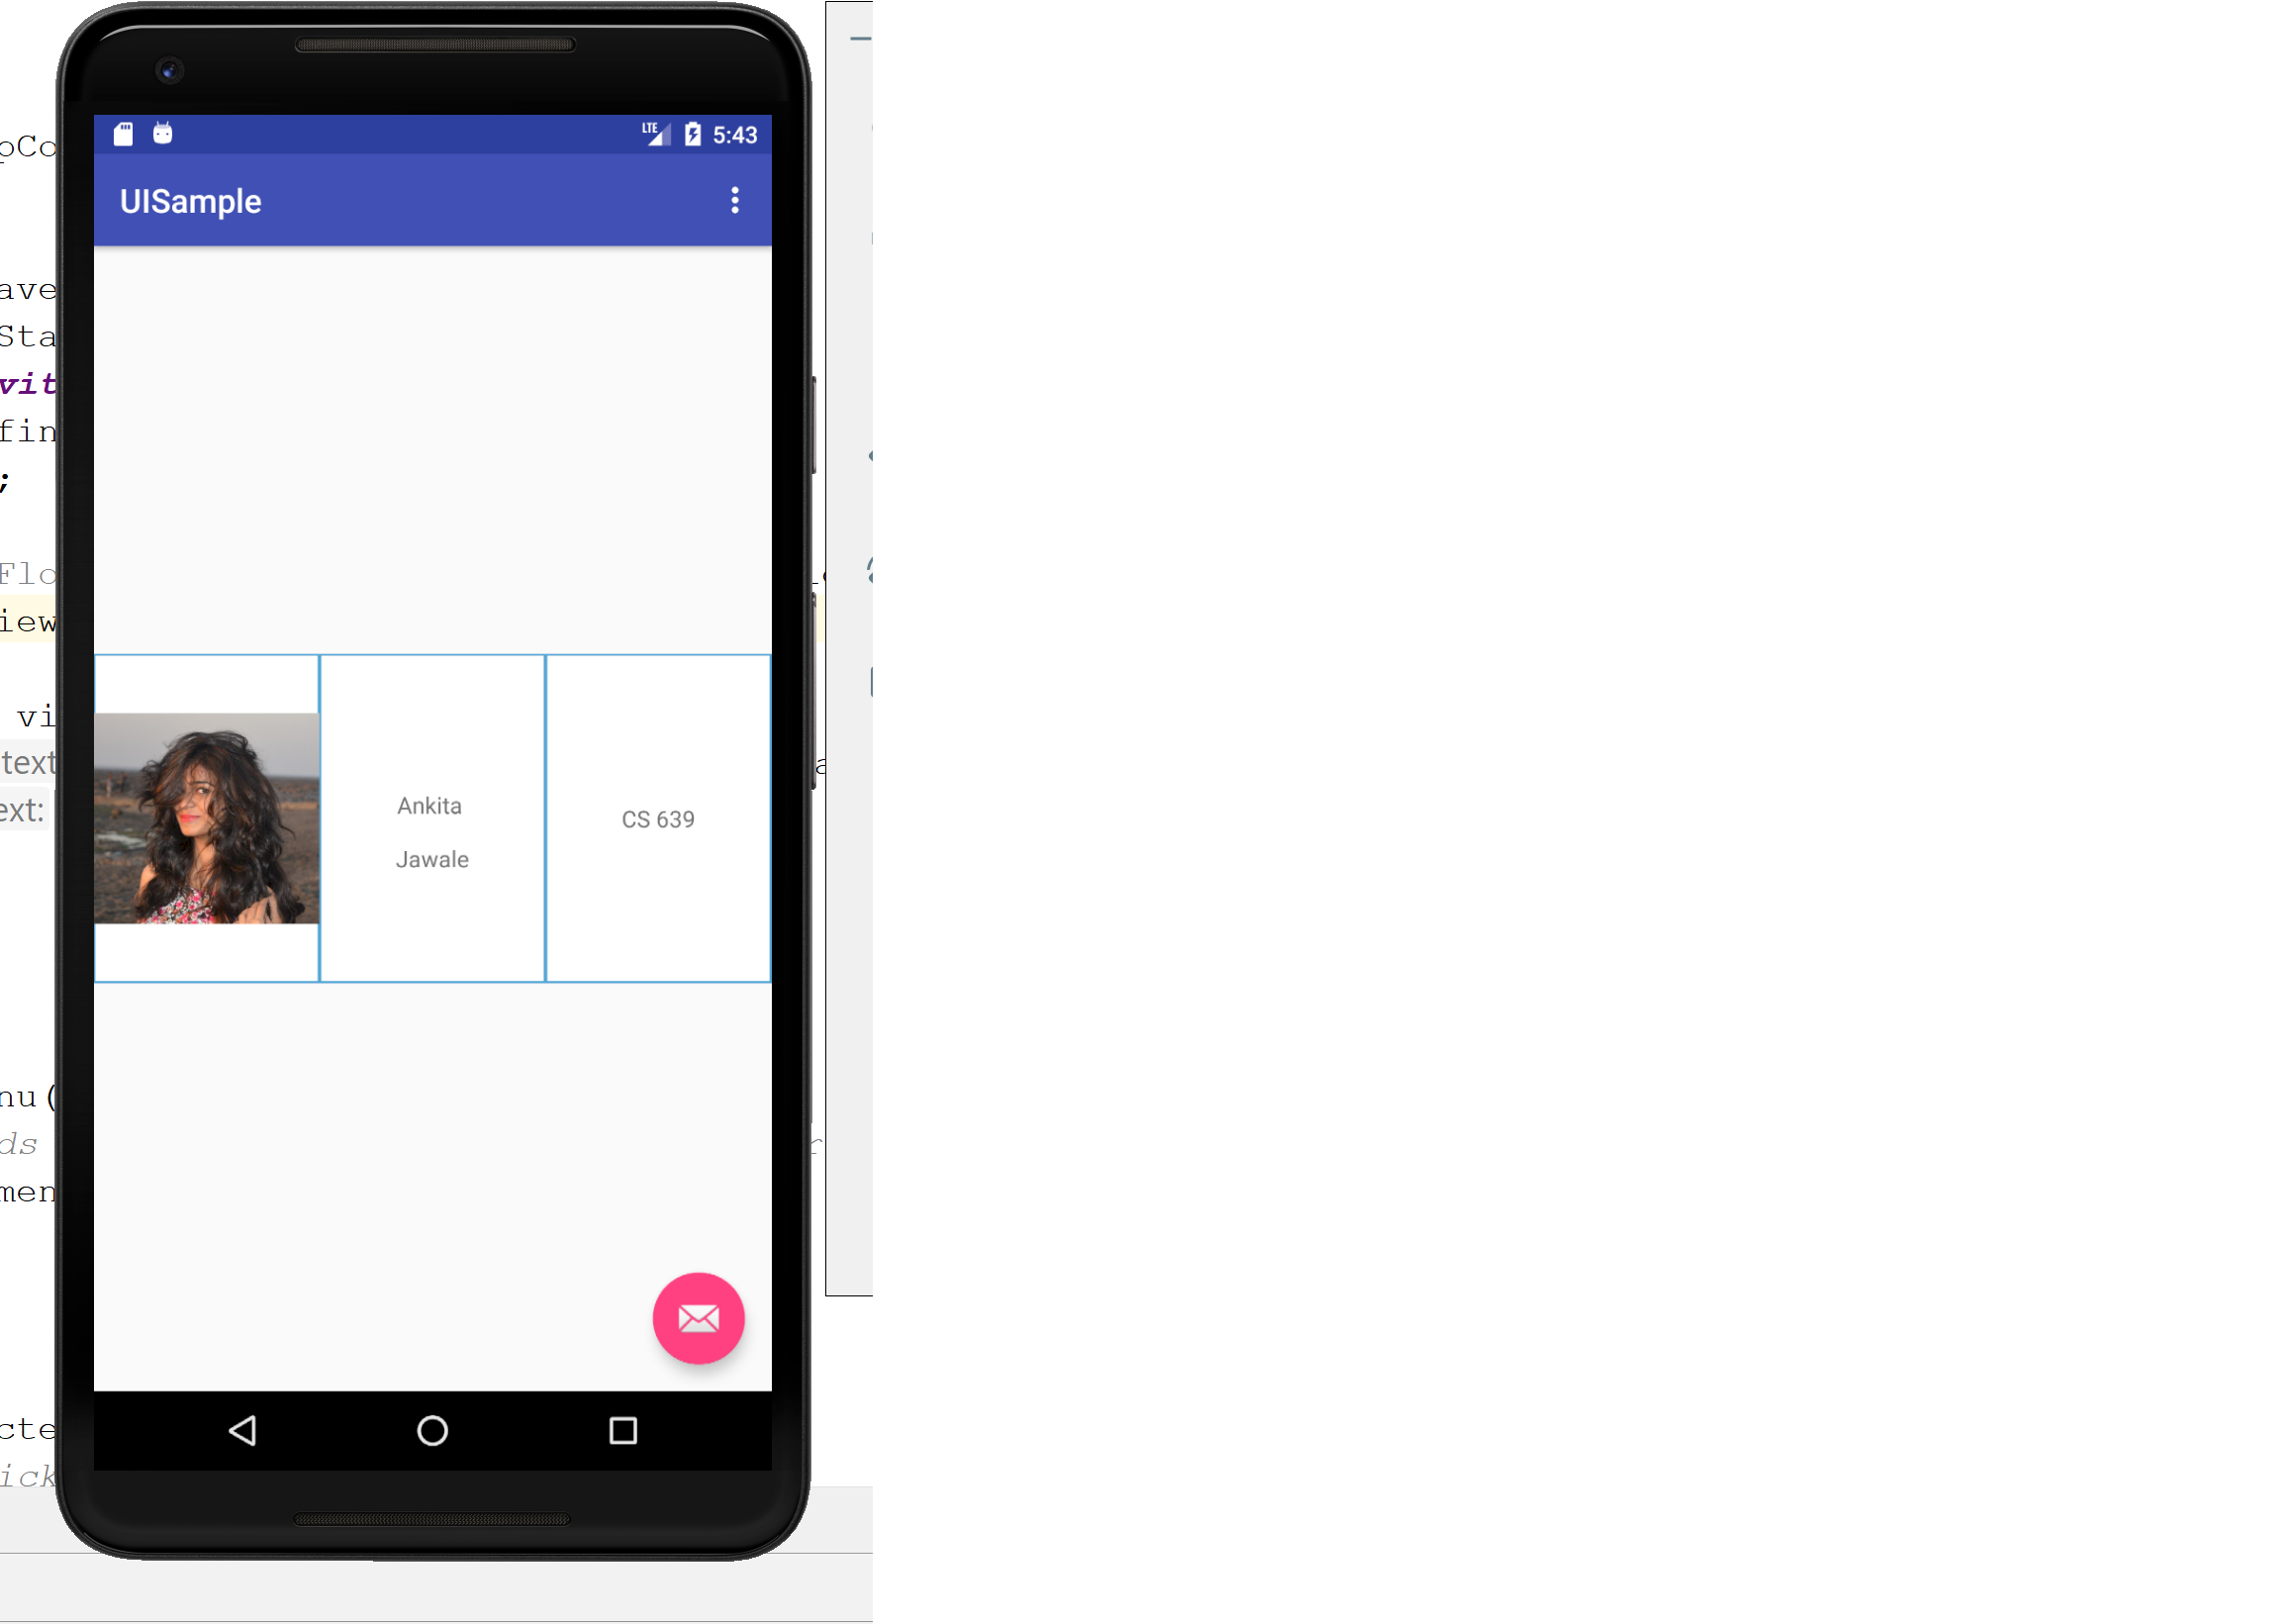 LTE 5:43
UISample
Ankita
Jawale
CS 639
pCo
ave
Sta
vit
fin
;
Flo
iew
vi
text
ext:
nu(
ds
men
cte
ick